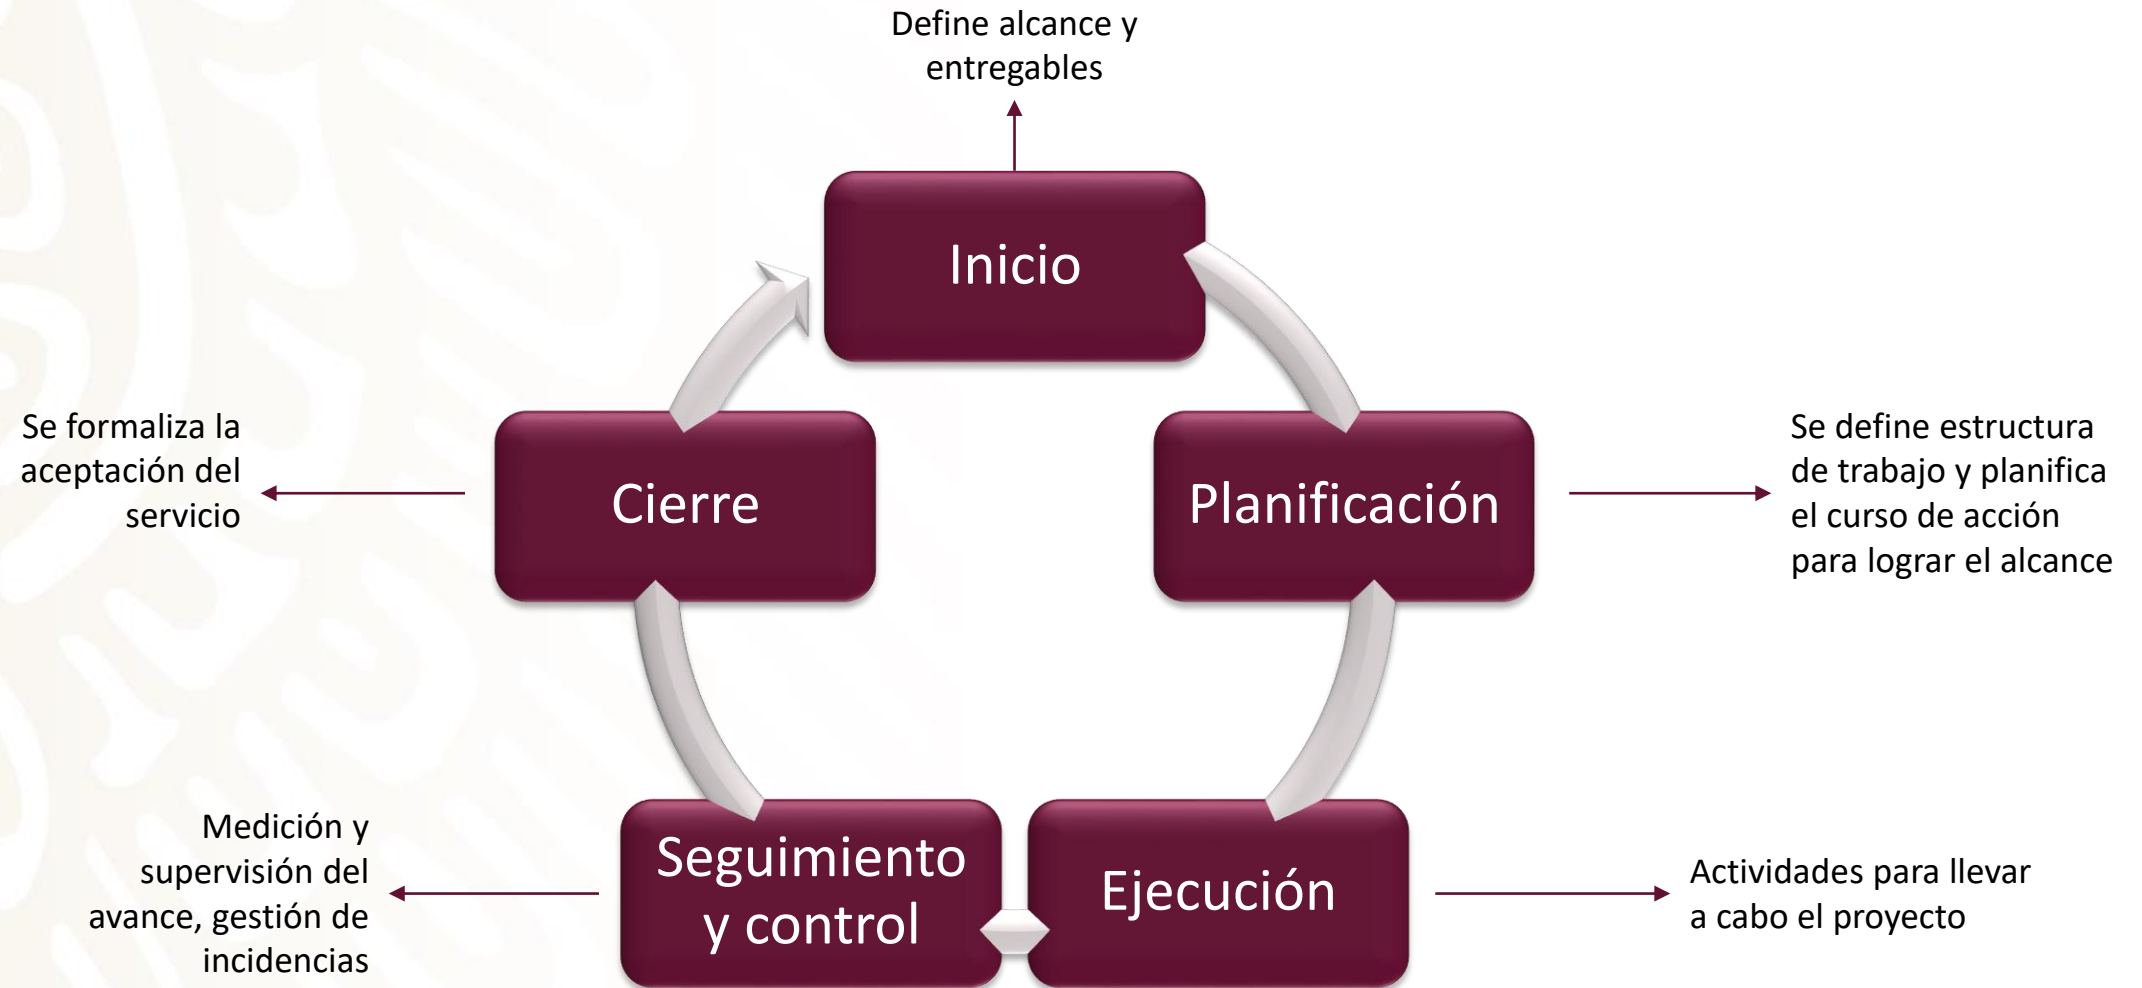 Define alcance y
entregables
Inicio
Planificación
Se define estructura
de trabajo y planifica
el curso de acción
para lograr el alcance
Ejecución
Actividades para llevar
a cabo el proyecto
Seguimiento
y control
Medición y
supervisión del
avance, gestión de
incidencias
Cierre
Se formaliza la
aceptación del
servicio